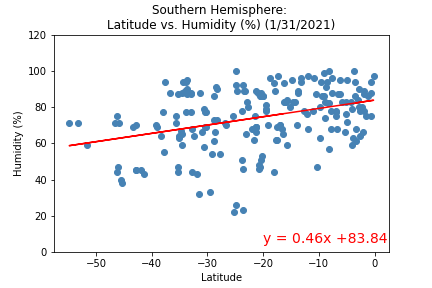 Southern Hemisphere:
Latitude vs. Humidity (%) (1/31/2021)
120
100
80
60
40
20
0
Humidity (%)
y = 0.46x +83.84
−50
−40
−30
−20
−10
0
Latitude